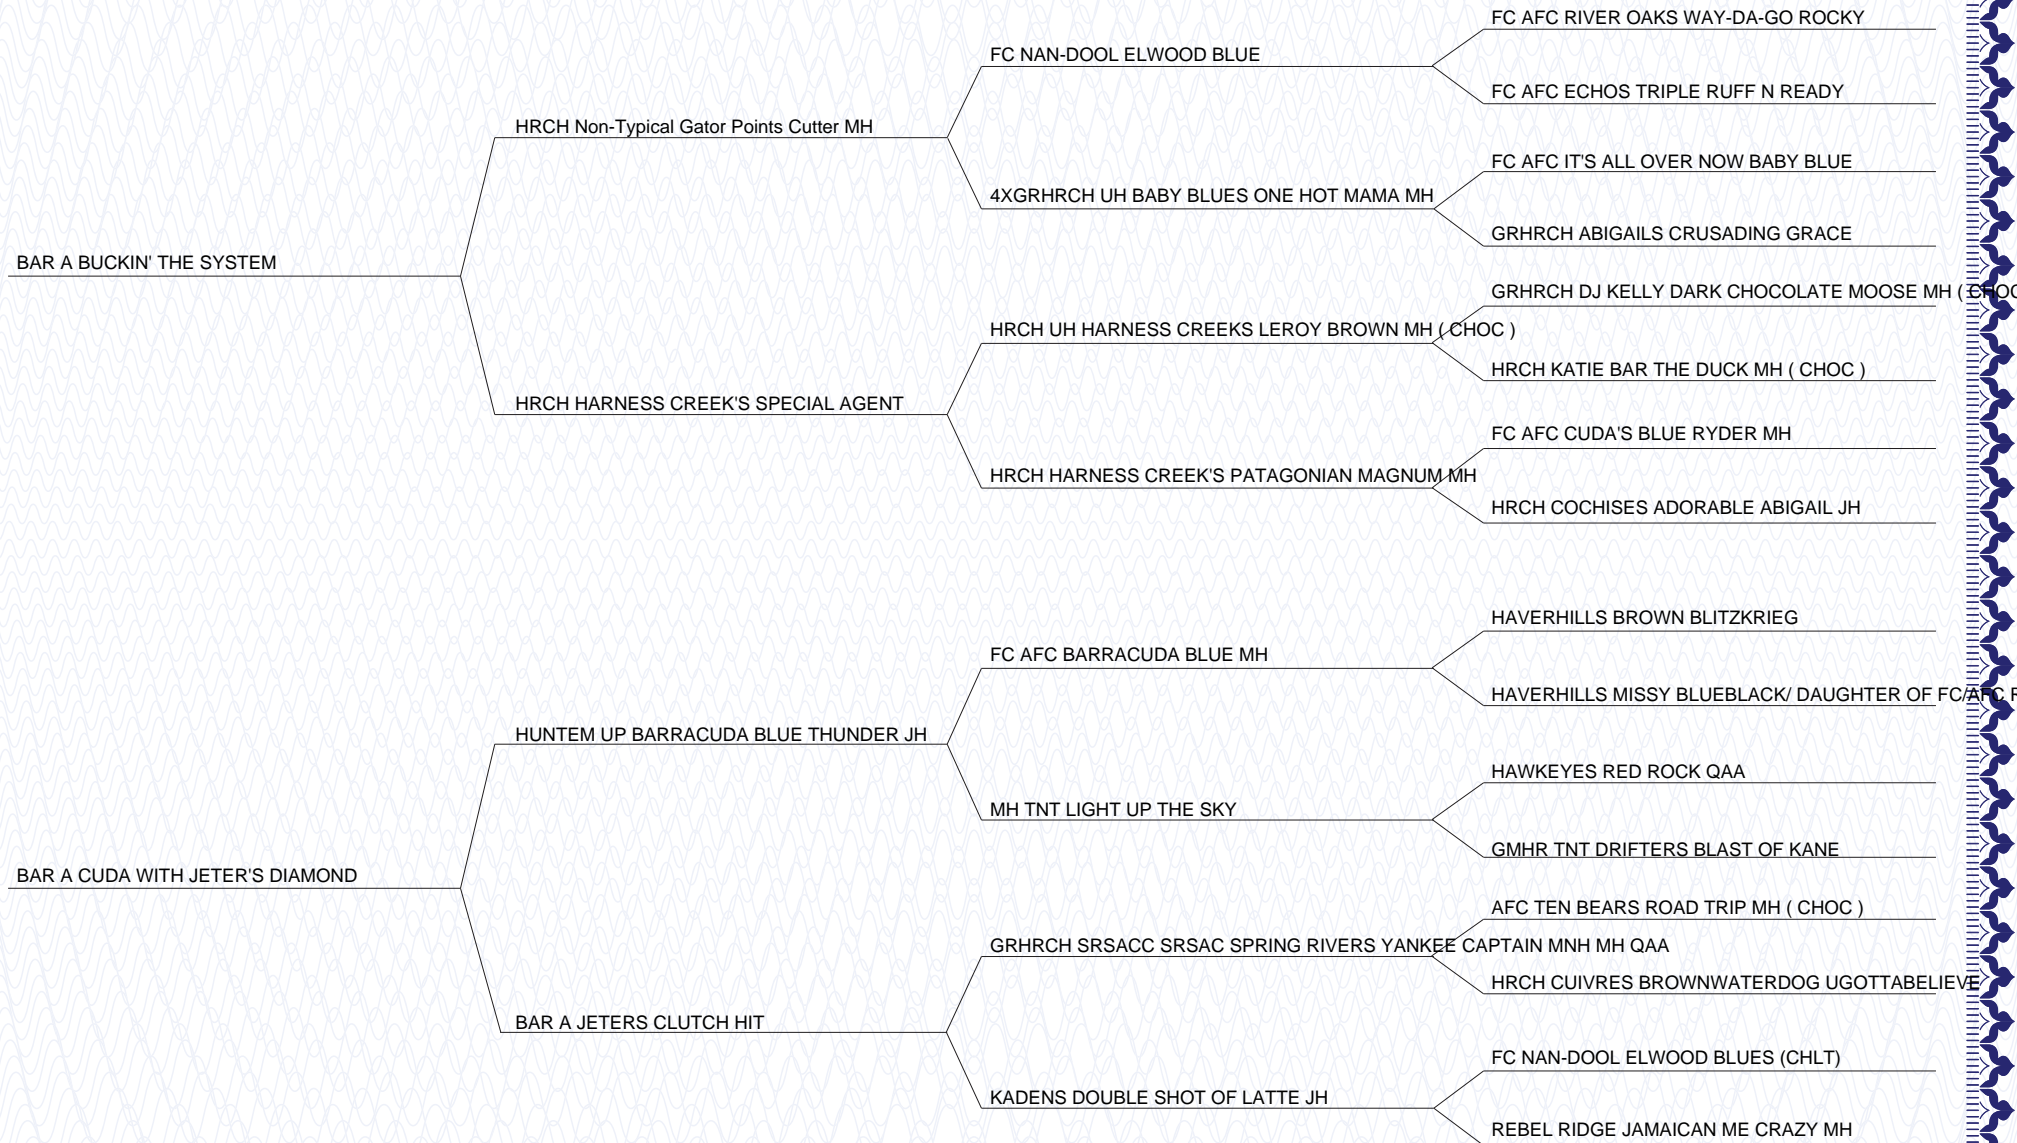 FC AFC RIVER OAKS WAY-DA-GO ROCKY
FC NAN-DOOL ELWOOD BLUE
FC AFC ECHOS TRIPLE RUFF N READY
HRCH Non-Typical Gator Points Cutter MH
FC AFC IT'S ALL OVER NOW BABY BLUE
4XGRHRCH UH BABY BLUES ONE HOT MAMA MH
GRHRCH ABIGAILS CRUSADING GRACE
BAR A BUCKIN' THE SYSTEM
GRHRCH DJ KELLY DARK CHOCOLATE MOOSE MH ( CHOC
HRCH UH HARNESS CREEKS LEROY BROWN MH ( CHOC )
HRCH KATIE BAR THE DUCK MH ( CHOC )
HRCH HARNESS CREEK'S SPECIAL AGENT
FC AFC CUDA'S BLUE RYDER MH
HRCH HARNESS CREEK'S PATAGONIAN MAGNUM MH
HRCH COCHISES ADORABLE ABIGAIL JH
HAVERHILLS BROWN BLITZKRIEG
FC AFC BARRACUDA BLUE MH
HAVERHILLS MISSY BLUEBLACK/ DAUGHTER OF FC/AFC
HUNTEM UP BARRACUDA BLUE THUNDER JH
HAWKEYES RED ROCK QAA
MH TNT LIGHT UP THE SKY
GMHR TNT DRIFTERS BLAST OF KANE
BAR A CUDA WITH JETER'S DIAMOND
AFC TEN BEARS ROAD TRIP MH ( CHOC )
GRHRCH SRSACC SRSAC SPRING RIVERS YANKEE CAPTAIN MNH MH QAA
HRCH CUIVRES BROWNWATERDOG UGOTTABELIEVE
BAR A JETERS CLUTCH HIT
FC NAN-DOOL ELWOOD BLUES (CHLT)
KADENS DOUBLE SHOT OF LATTE JH
REBEL RIDGE JAMAICAN ME CRAZY MH